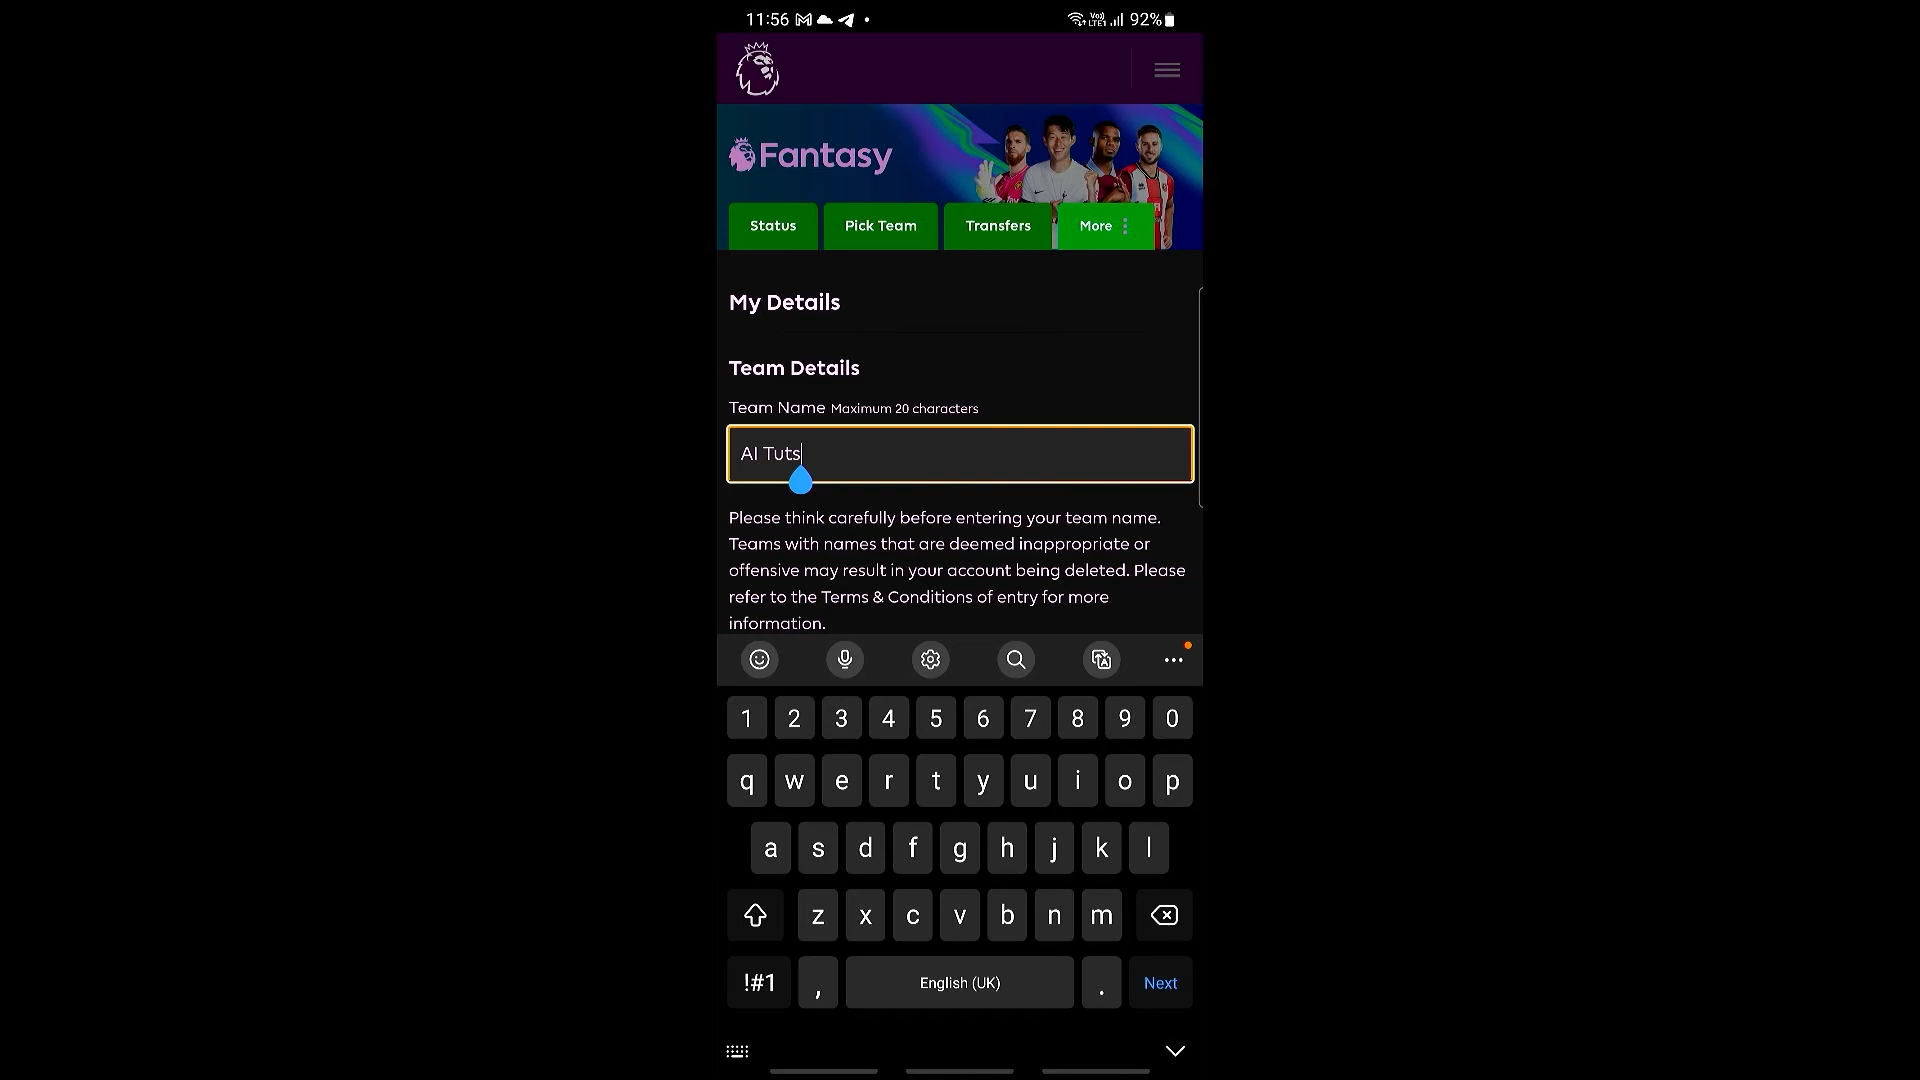 11:56 92%
Fantasy
Status Pick Team Transfers More
My Details
Team Details
Team Name Maximum 20 characters
AI Tuts
Please think carefully before entering your team name.
Teams with names that are deemed inappropriate or
offensive may result in your account being deleted. Please
refer to the Terms & Conditions of entry for more
information.
1 2 3 4 5 6 7 8 9 0
q w e r t y u i o p
a s d f g h j k l
z x c v b n m
!#1 , English (UK) . Next